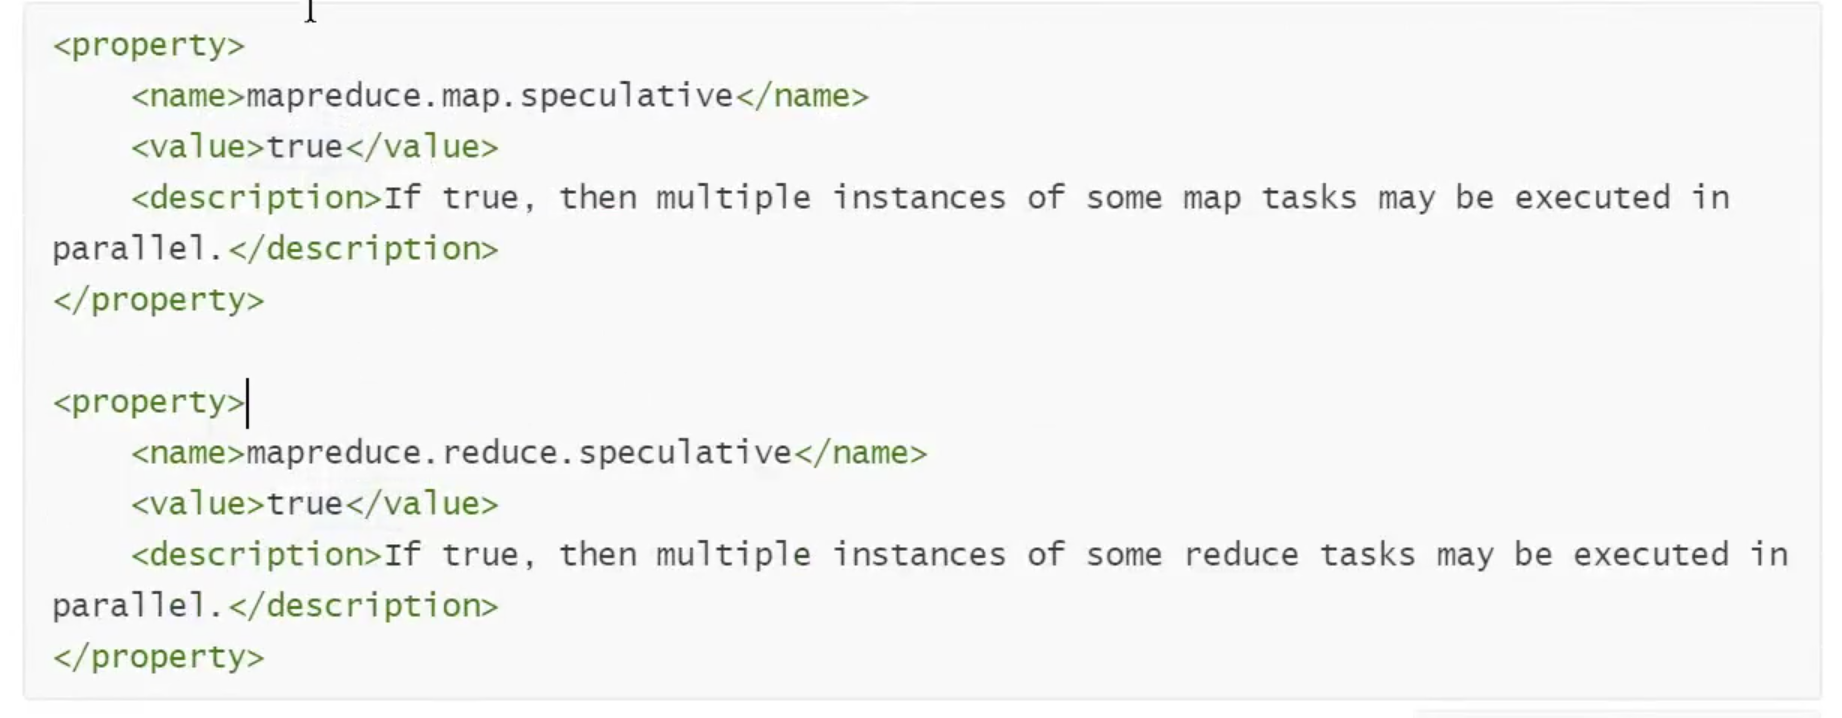 <property>
    <name>mapreduce.map.speculative</name>
    <value>true</value>
    <description>If true, then multiple instances of some map tasks may be executed in
parallel.</description>
</property>

<property>
    <name>mapreduce.reduce.speculative</name>
    <value>true</value>
    <description>If true, then multiple instances of some reduce tasks may be executed in
parallel.</description>
</property>